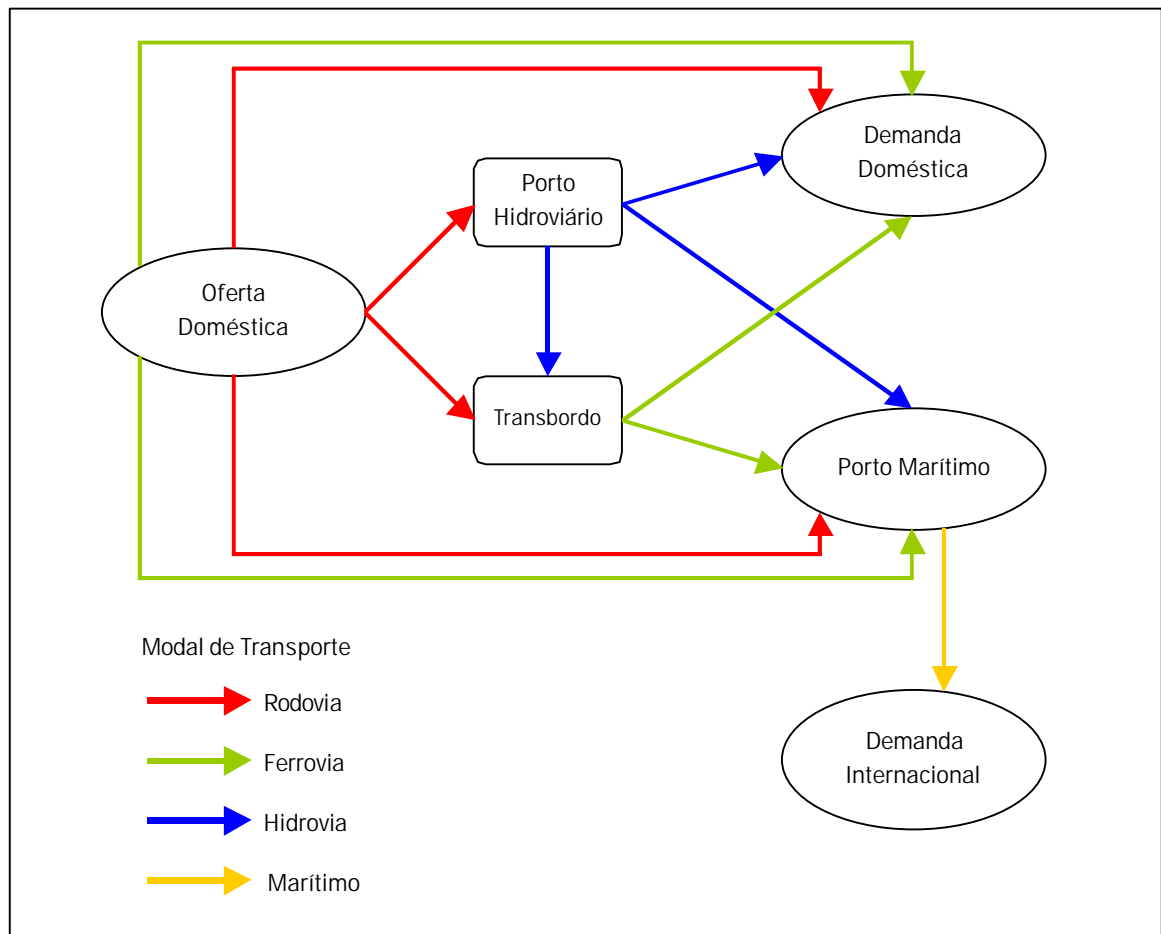 Demanda
Doméstica
Porto
Hidroviário
Oferta
Doméstica
Transbordo
Porto Marítimo
Modal de Transporte
Rodovia
Ferrovia
Hidrovia
Marítimo
Demanda
Internacional